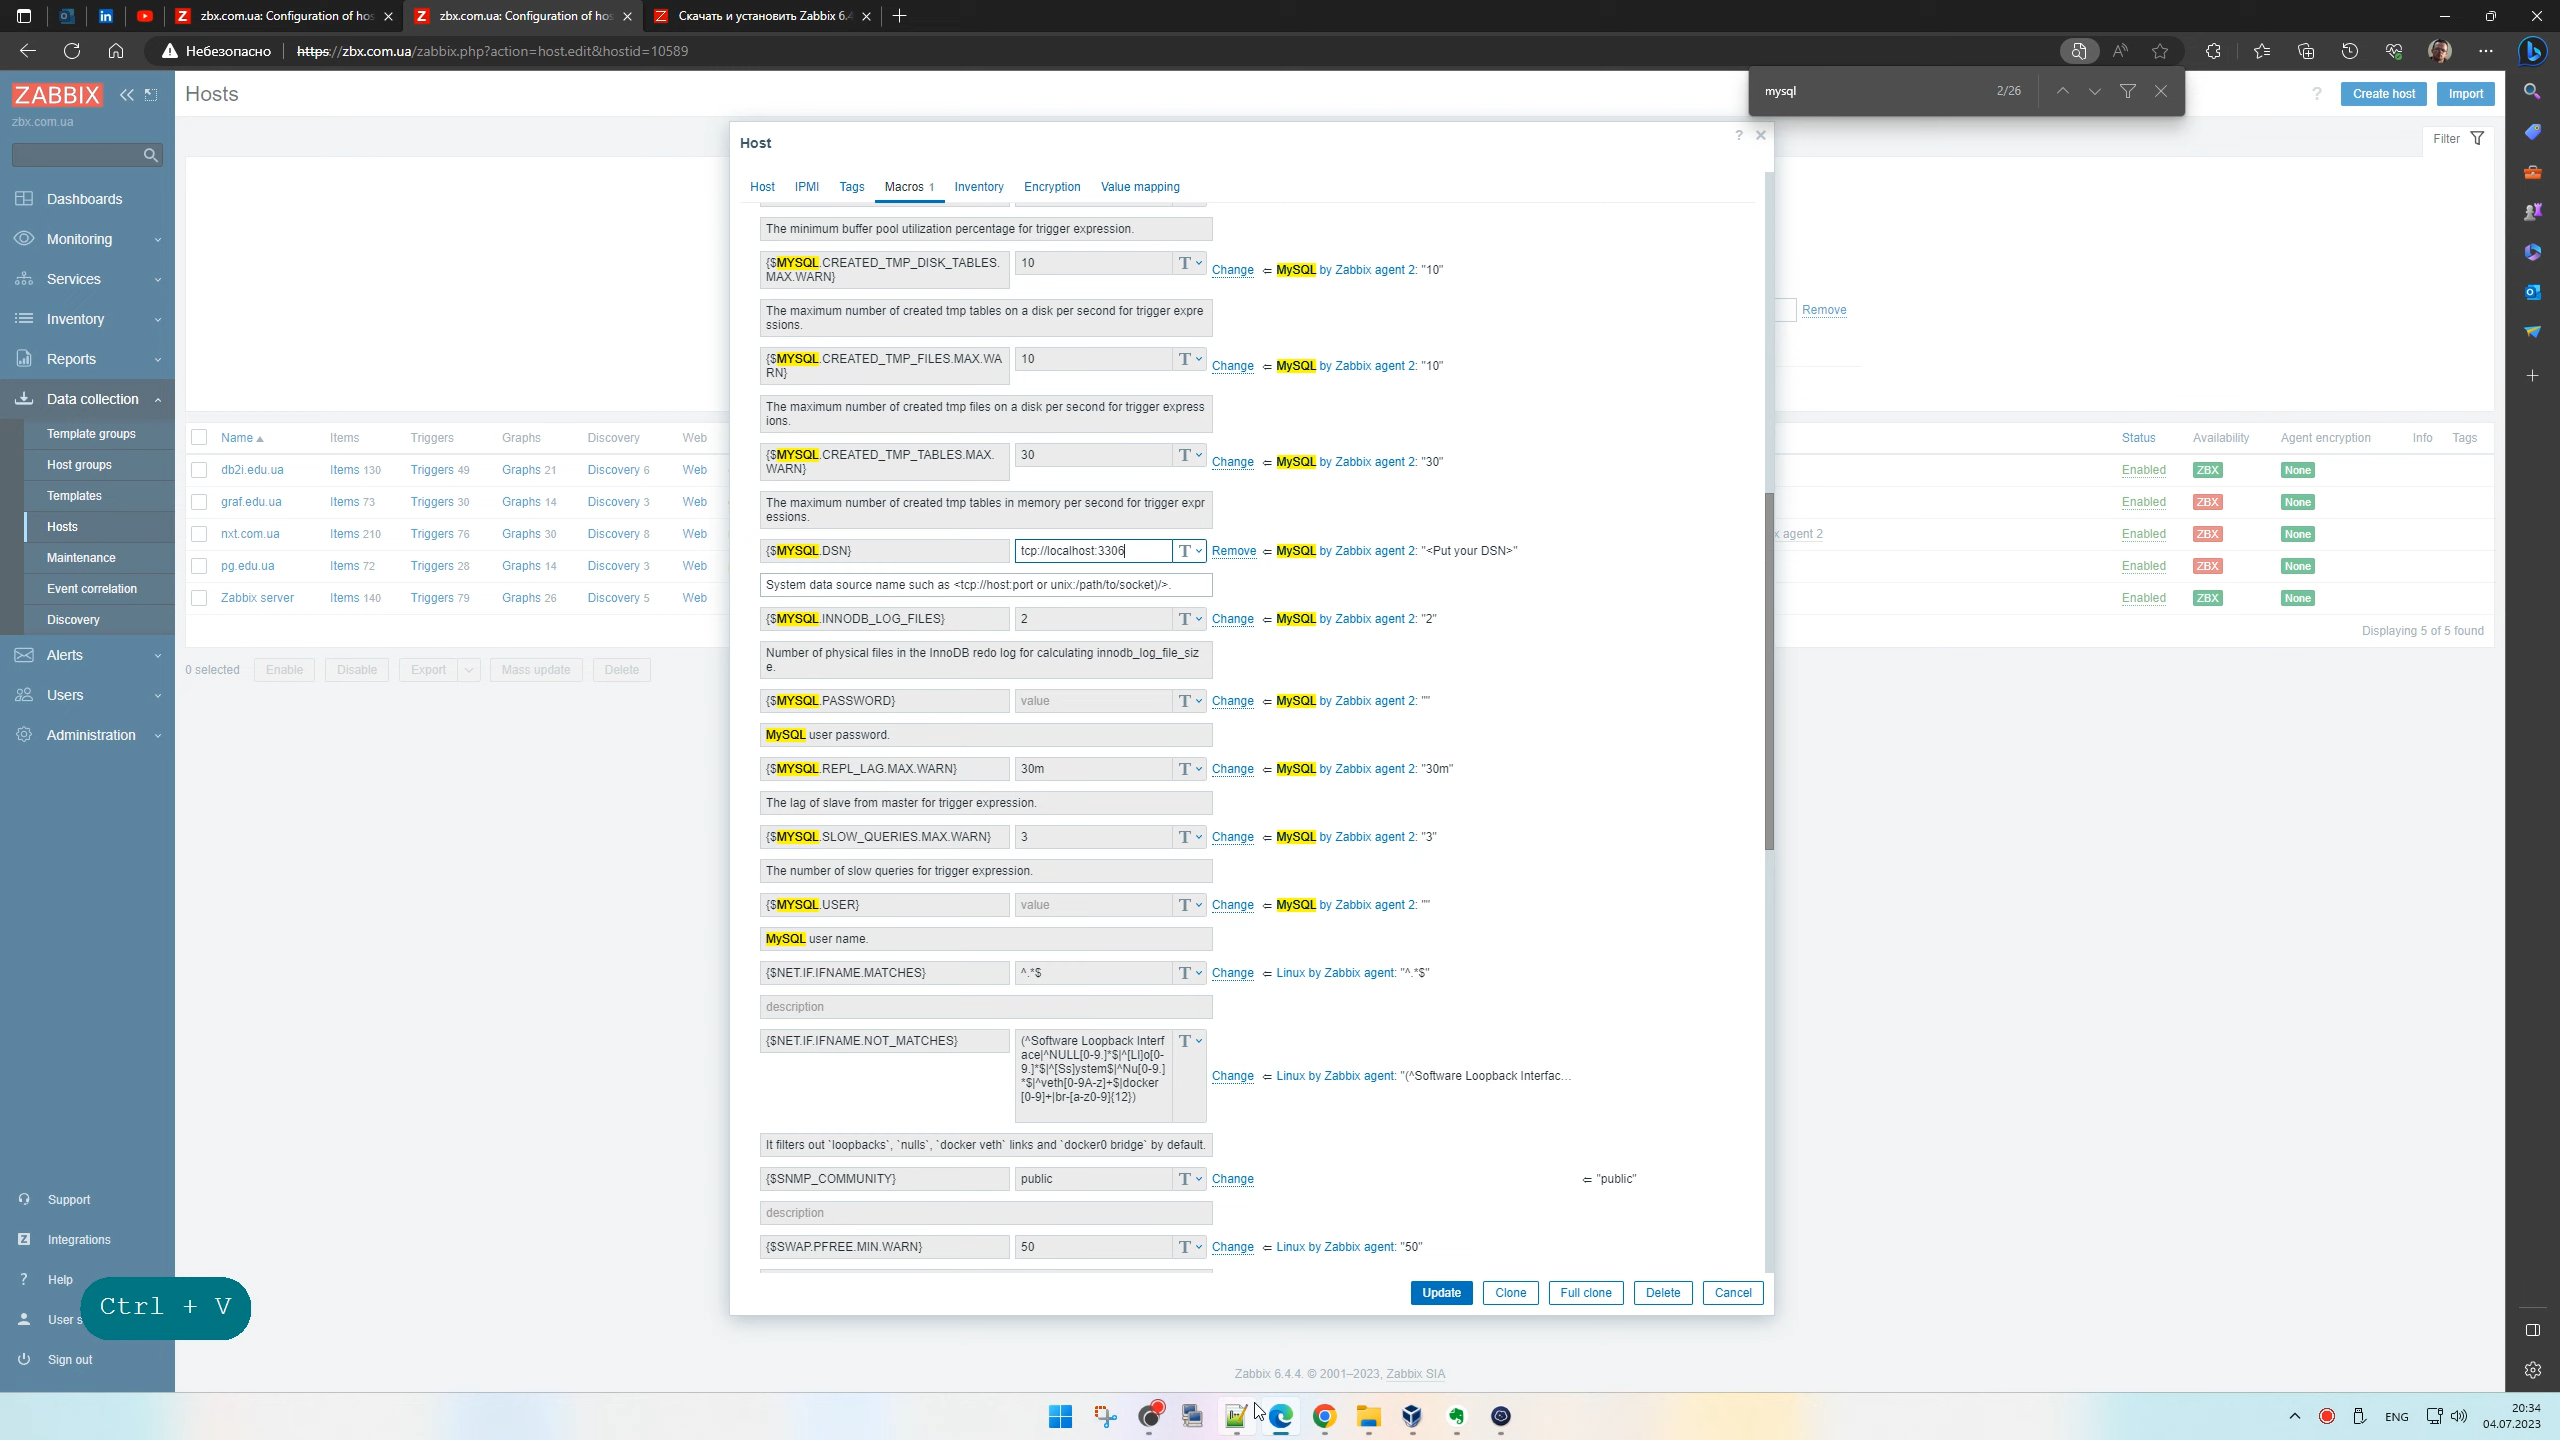 zbx.com.ua: Configuration of hos
zbx.com.ua: Configuration of hos
Скачать и установить Zabbix 6.4
Небезопасно
https://zbx.com.ua/zabbix.php?action=host.edit&hostid=10589
mysql
2/26
ZABBIX
zbx.com.ua
Dashboards
Monitoring
Services
Inventory
Reports
Data collection
Template groups
Host groups
Templates
Hosts
Maintenance
Event correlation
Discovery
Alerts
Users
Administration
Support
Integrations
Help
User s
Sign out
Ctrl + V
Hosts
? Create host Import
Filter
Remove
Name Items Triggers Graphs Discovery Web
Status Availability Agent encryption Info Tags
db2i.edu.ua Items 130 Triggers 49 Graphs 21 Discovery 6 Web
Enabled ZBX None
graf.edu.ua Items 73 Triggers 30 Graphs 14 Discovery 3 Web
Enabled ZBX None
nxt.com.ua Items 210 Triggers 76 Graphs 30 Discovery 8 Web
x agent 2 Enabled ZBX None
pg.edu.ua Items 72 Triggers 28 Graphs 14 Discovery 3 Web
Enabled ZBX None
Zabbix server Items 140 Triggers 79 Graphs 26 Discovery 5 Web
Enabled ZBX None
Displaying 5 of 5 found
0 selected Enable Disable Export Mass update Delete
Host
Host IPMI Tags Macros 1 Inventory Encryption Value mapping
The minimum buffer pool utilization percentage for trigger expression.
{$MYSQL.CREATED_TMP_DISK_TABLES.
MAX.WARN}
10 T Change ⇐ MySQL by Zabbix agent 2: "10"
The maximum number of created tmp tables on a disk per second for trigger expre
ssions.
{$MYSQL.CREATED_TMP_FILES.MAX.WA
RN}
10 T Change ⇐ MySQL by Zabbix agent 2: "10"
The maximum number of created tmp files on a disk per second for trigger express
ions.
{$MYSQL.CREATED_TMP_TABLES.MAX.
WARN}
30 T Change ⇐ MySQL by Zabbix agent 2: "30"
The maximum number of created tmp tables in memory per second for trigger expr
essions.
{$MYSQL.DSN} tcp://localhost:3306 T Remove ⇐ MySQL by Zabbix agent 2: "<Put your DSN>"
System data source name such as <tcp://host:port or unix:/path/to/socket)/>.
{$MYSQL.INNODB_LOG_FILES} 2 T Change ⇐ MySQL by Zabbix agent 2: "2"
Number of physical files in the InnoDB redo log for calculating innodb_log_file_siz
e.
{$MYSQL.PASSWORD} value T Change ⇐ MySQL by Zabbix agent 2: ""
MySQL user password.
{$MYSQL.REPL_LAG.MAX.WARN} 30m T Change ⇐ MySQL by Zabbix agent 2: "30m"
The lag of slave from master for trigger expression.
{$MYSQL.SLOW_QUERIES.MAX.WARN} 3 T Change ⇐ MySQL by Zabbix agent 2: "3"
The number of slow queries for trigger expression.
{$MYSQL.USER} value T Change ⇐ MySQL by Zabbix agent 2: ""
MySQL user name.
{$NET.IF.IFNAME.MATCHES} ^.*$ T Change ⇐ Linux by Zabbix agent: "^.*$"
description
{$NET.IF.IFNAME.NOT_MATCHES}
(^Software Loopback Interf
ace|^NULL[0-9.]*$|^[Ll]o[0-
9.]*$|^[Ss]ystem$|^Nu[0-9.]
*$|^veth[0-9A-z]+$|docker
[0-9]+|br-[a-z0-9]{12})
T Change ⇐ Linux by Zabbix agent: "(^Software Loopback Interfac...
It filters out `loopbacks`, `nulls`, `docker veth` links and `docker0 bridge` by default.
{$SNMP_COMMUNITY} public T Change ⇐ "public"
description
{$SWAP.PFREE.MIN.WARN} 50 T Change ⇐ Linux by Zabbix agent: "50"
Update Clone Full clone Delete Cancel
Zabbix 6.4.4. © 2001–2023, Zabbix SIA
ENG
20:34
04.07.2023